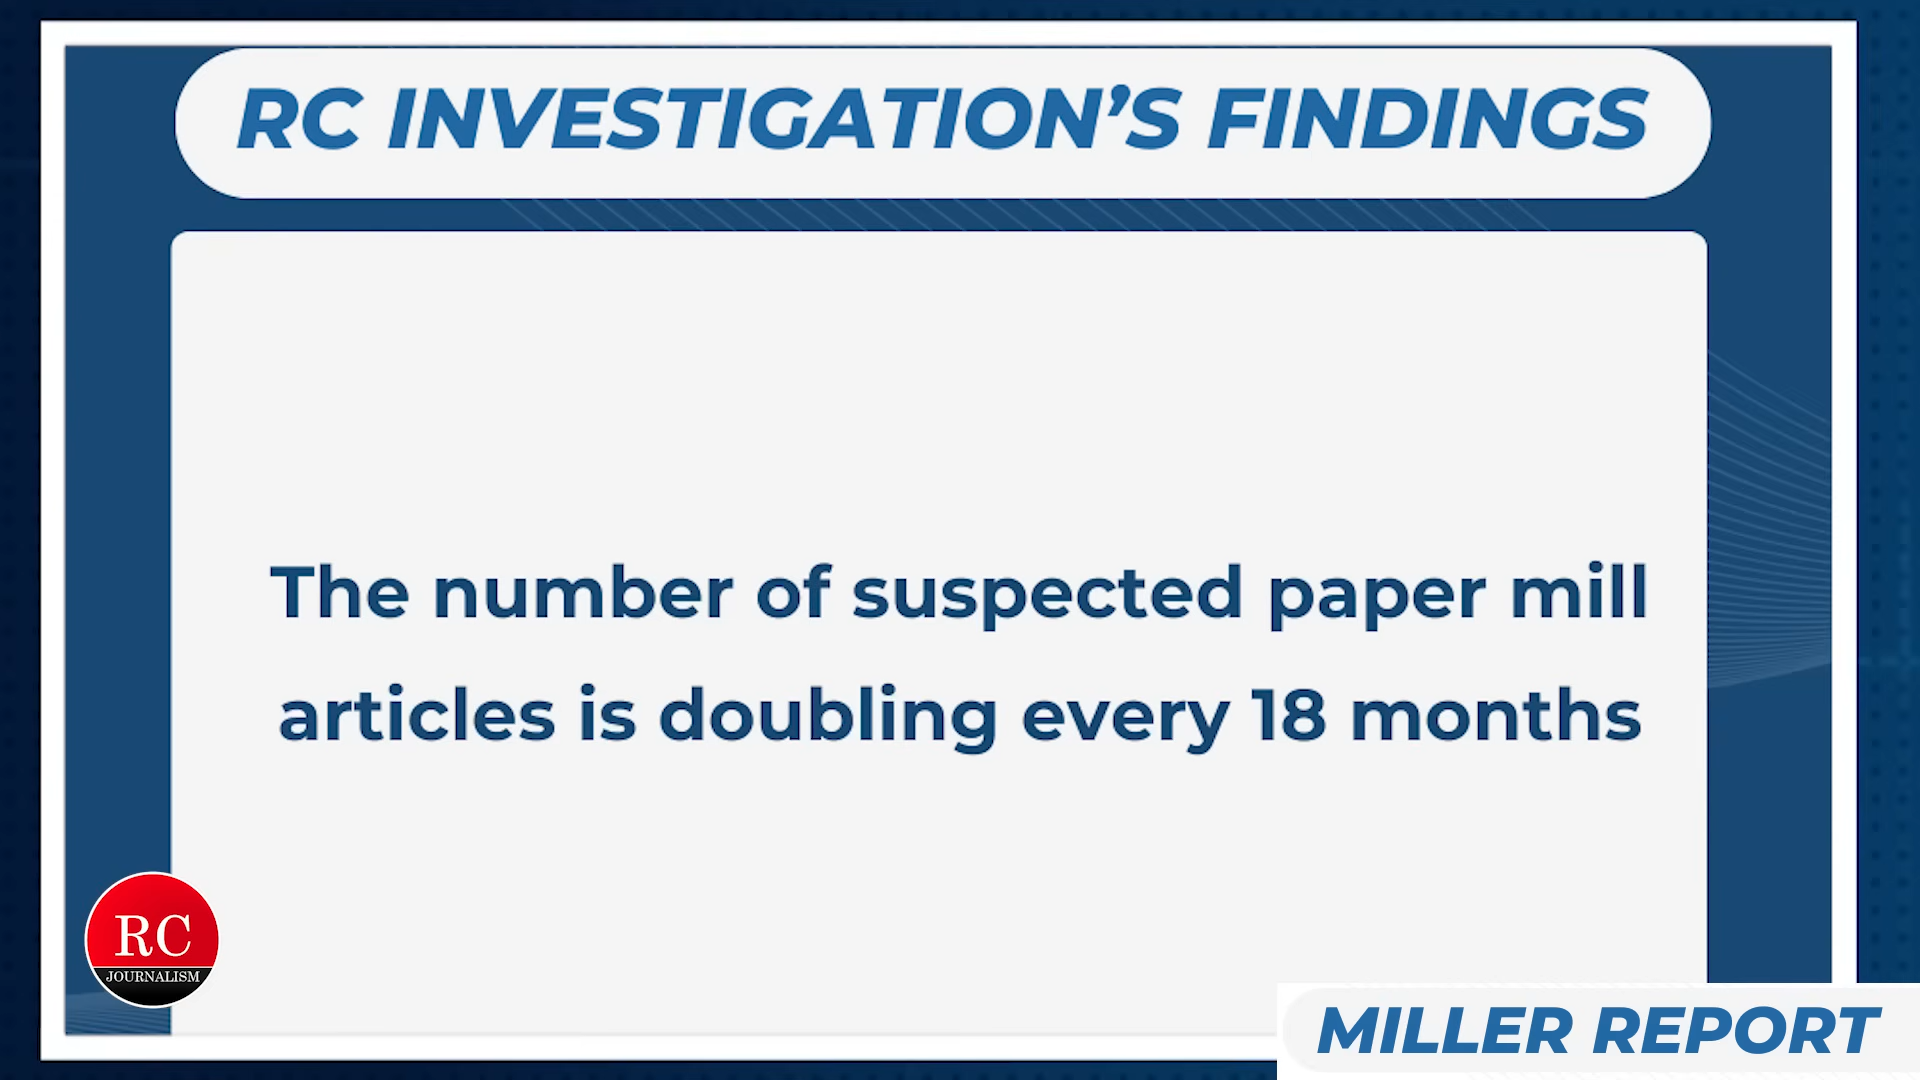 RC INVESTIGATION’S FINDINGS
The number of suspected paper mill
articles is doubling every 18 months
RC
JOURNALISM
MILLER REPORT